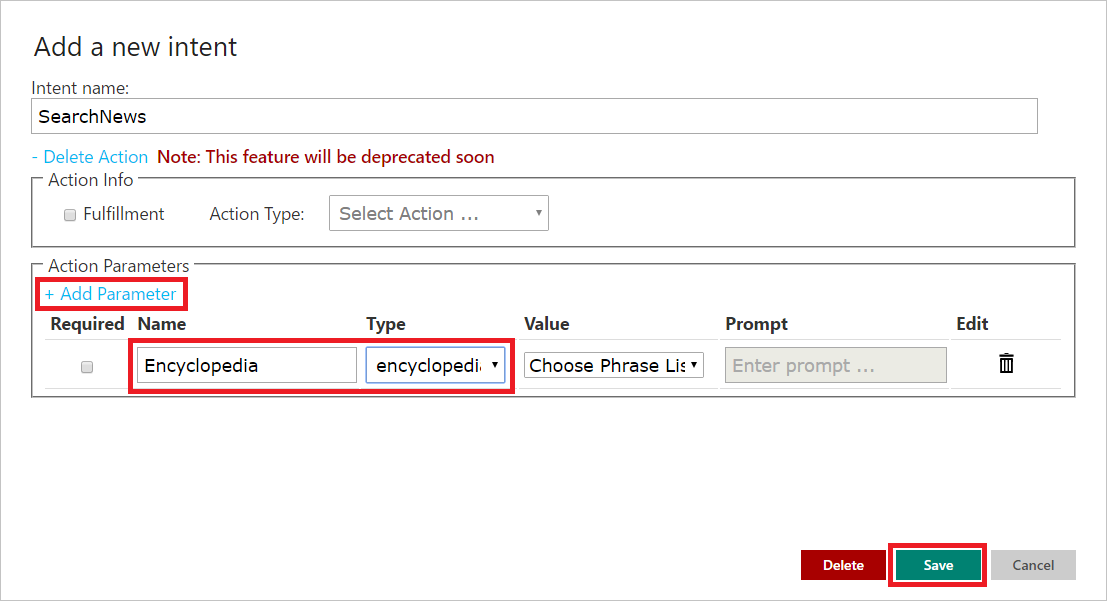 Add a new intent
Intent name:
SearchNews
- Delete Action Note: This feature will be deprecated soon
Action Info
Fulfillment Action Type: Select Action ...
Action Parameters
+ Add Parameter
Required Name Type Value Prompt Edit
Encyclopedia encyclopedi Choose Phrase Lis Enter prompt ...
Delete Save Cancel